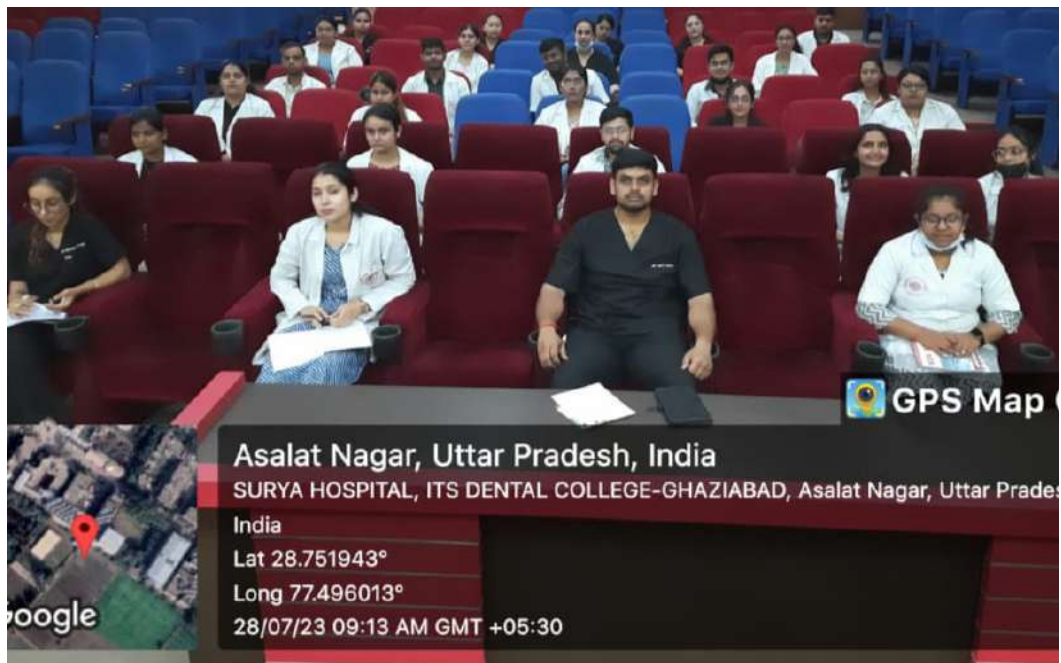 GPS Map
Asalat Nagar, Uttar Pradesh, India
SURYA HOSPITAL, ITS DENTAL COLLEGE-GHAZIABAD, Asalat Nagar, Uttar Prades
India
Lat 28.751943°
Long 77.496013°
28/07/23 09:13 AM GMT +05:30
Google